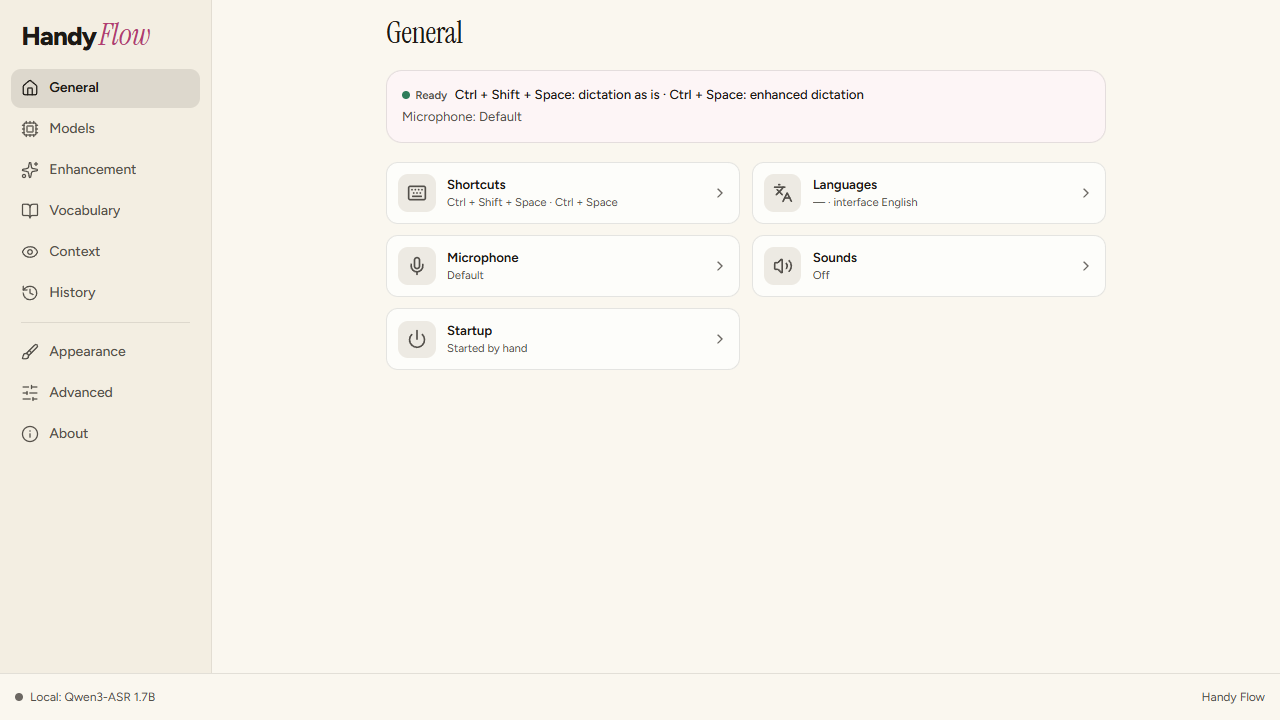 Handy Flow
General
Models
Enhancement
Vocabulary
Context
History
Appearance
Advanced
About
General
Ready Ctrl + Shift + Space: dictation as is · Ctrl + Space: enhanced dictation
Microphone: Default
Shortcuts
Ctrl + Shift + Space · Ctrl + Space
Languages
— · interface English
Microphone
Default
Sounds
Off
Startup
Started by hand
Local: Qwen3-ASR 1.7B
Handy Flow